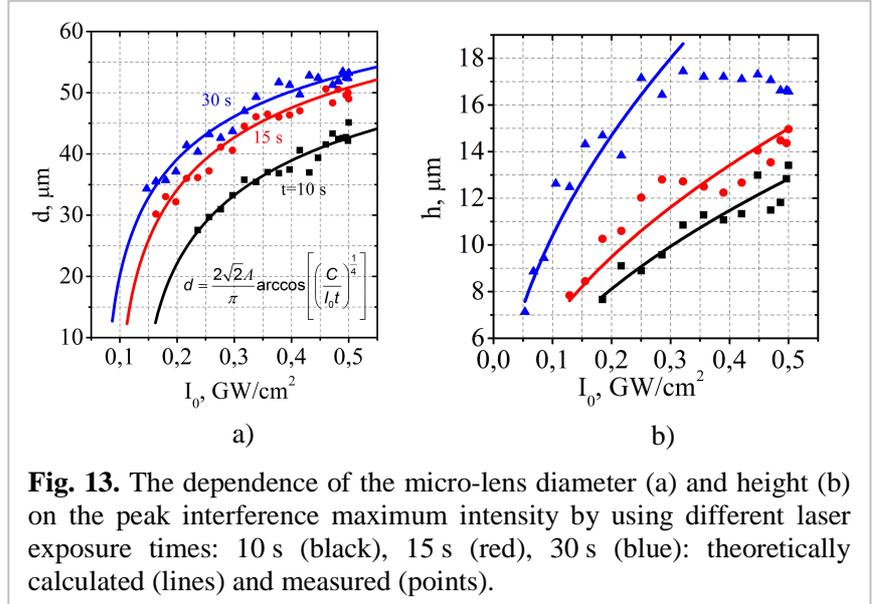 60
50
40
30
20
10
d, μm
30 s
15 s
t=10 s
d = 2√2Λ/π arccos[(C/I₀t)^1/4]
0,1 0,2 0,3 0,4 0,5
I₀, GW/cm²
a)
18
16
14
12
10
8
6
h, μm
0,0 0,1 0,2 0,3 0,4 0,5
I₀, GW/cm²
b)
Fig. 13. The dependence of the micro-lens diameter (a) and height (b)
on the peak interference maximum intensity by using different laser
exposure times: 10 s (black), 15 s (red), 30 s (blue): theoretically
calculated (lines) and measured (points).